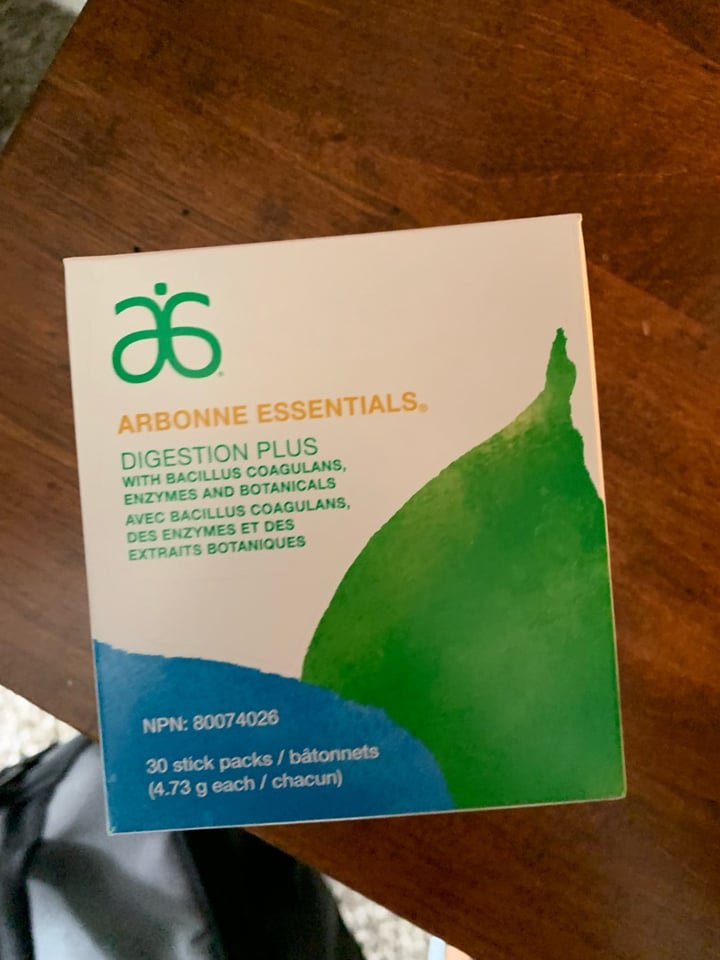 ARBONNE ESSENTIALS®
DIGESTION PLUS
WITH BACILLUS COAGULANS,
ENZYMES AND BOTANICALS
AVEC BACILLUS COAGULANS,
DES ENZYMES ET DES
EXTRAITS BOTANIQUES
NPN: 80074026
30 stick packs / bâtonnets
(4.73 g each / chacun)